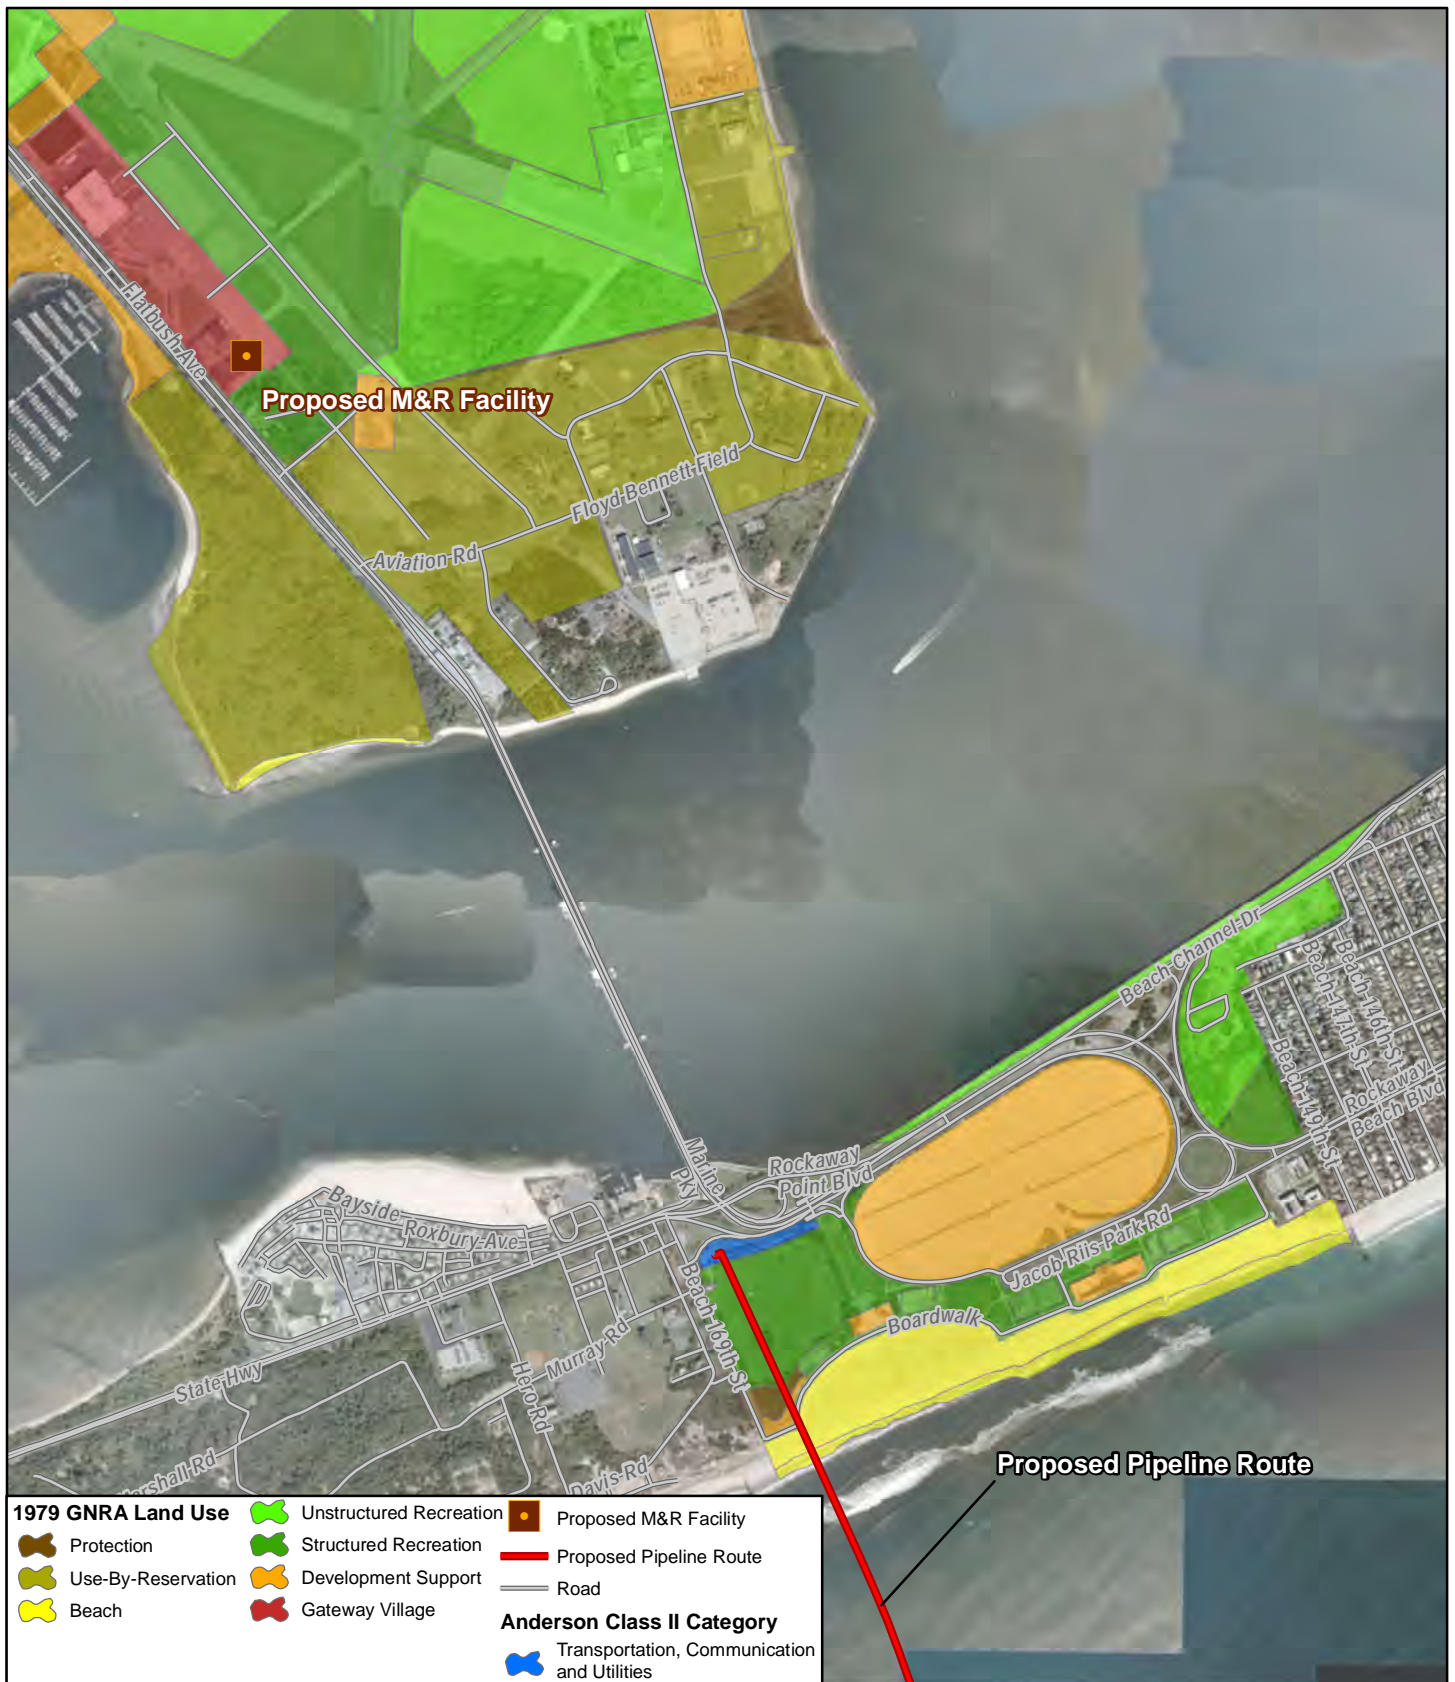 Flatbush Ave
Proposed M&R Facility
Floyd Bennett Field
Aviation Rd
Beach Channel Dr
Beach 146th St
Beach 147th St
Beach 149th St
Rockaway
Beach Blvd
Marine
Pky
Rockaway
Point Blvd
Bayside
Roxbury Ave
Jacob Riis Park Rd
Boardwalk
Beach 169th St
Murray Rd
Hero Rd
State Hwy
Davis Rd
Proposed Pipeline Route
1979 GNRA Land Use
Protection
Use-By-Reservation
Beach
Unstructured Recreation
Structured Recreation
Development Support
Gateway Village
Proposed M&R Facility
Proposed Pipeline Route
Road
Anderson Class II Category
Transportation, Communication
and Utilities